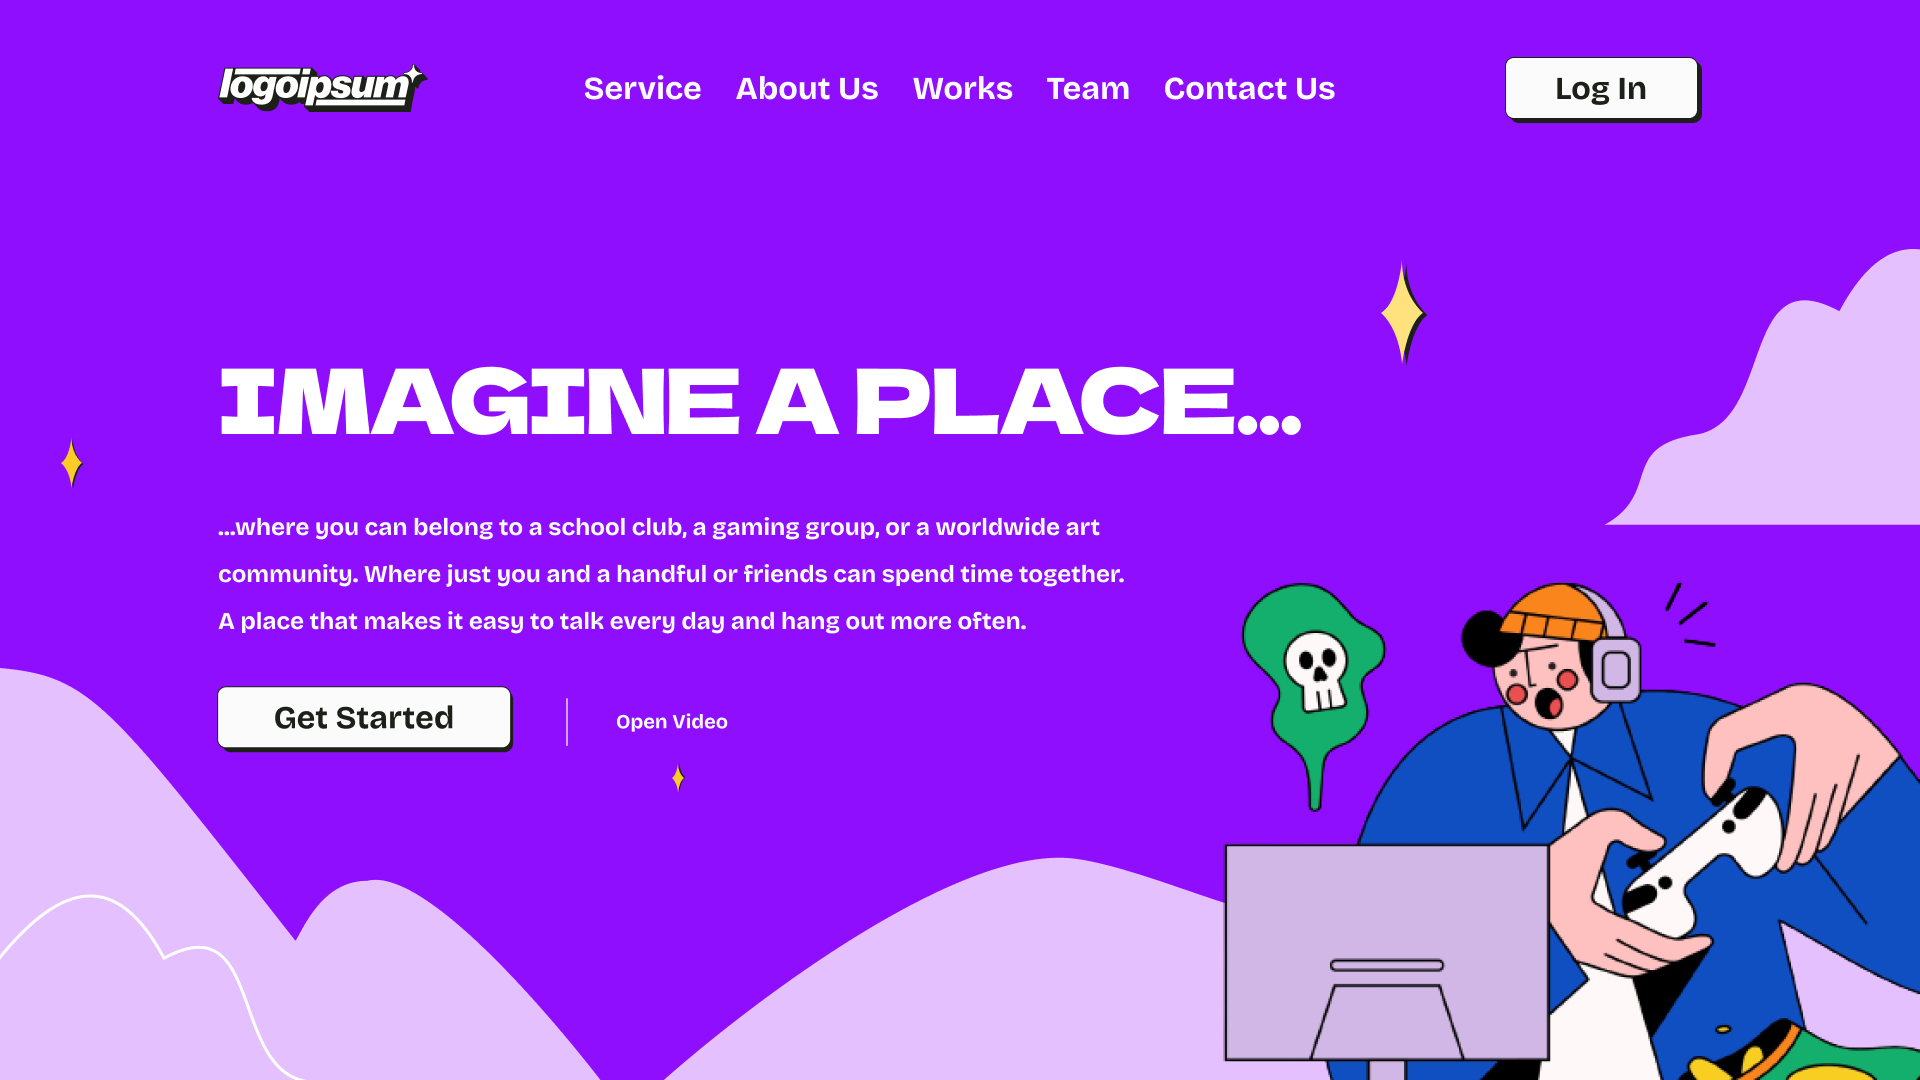 logoipsum
Service About Us Works Team Contact Us
Log In
IMAGINE A PLACE...
...where you can belong to a school club, a gaming group, or a worldwide art
community. Where just you and a handful or friends can spend time together.
A place that makes it easy to talk every day and hang out more often.
Get Started
Open Video